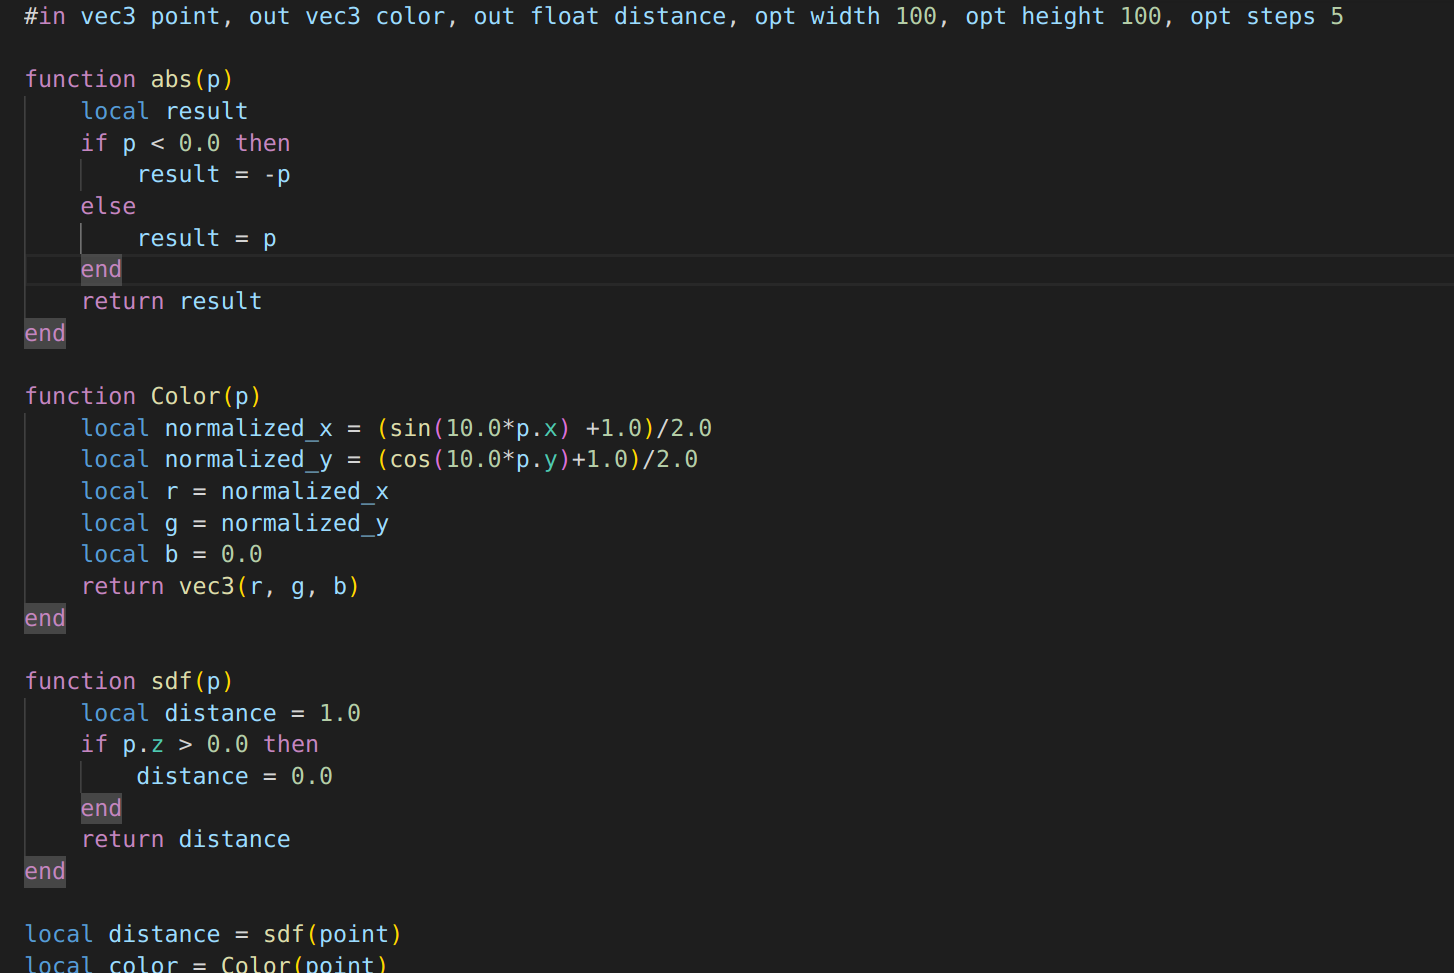 #in vec3 point, out vec3 color, out float distance, opt width 100, opt height 100, opt steps 5
function abs(p)
    local result
    if p < 0.0 then
        result = -p
    else
        result = p
    end
    return result
end
function Color(p)
    local normalized_x = (sin(10.0*p.x) +1.0)/2.0
    local normalized_y = (cos(10.0*p.y)+1.0)/2.0
    local r = normalized_x
    local g = normalized_y
    local b = 0.0
    return vec3(r, g, b)
end
function sdf(p)
    local distance = 1.0
    if p.z > 0.0 then
        distance = 0.0
    end
    return distance
end
local distance = sdf(point)
local color = Color(point)